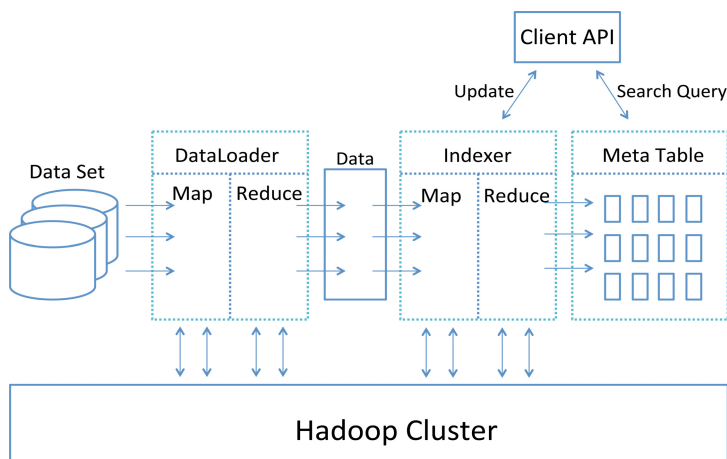 Client API
Update
Search Query
Data Set
DataLoader
Map
Reduce
Data
Indexer
Map
Reduce
Meta Table
Hadoop Cluster